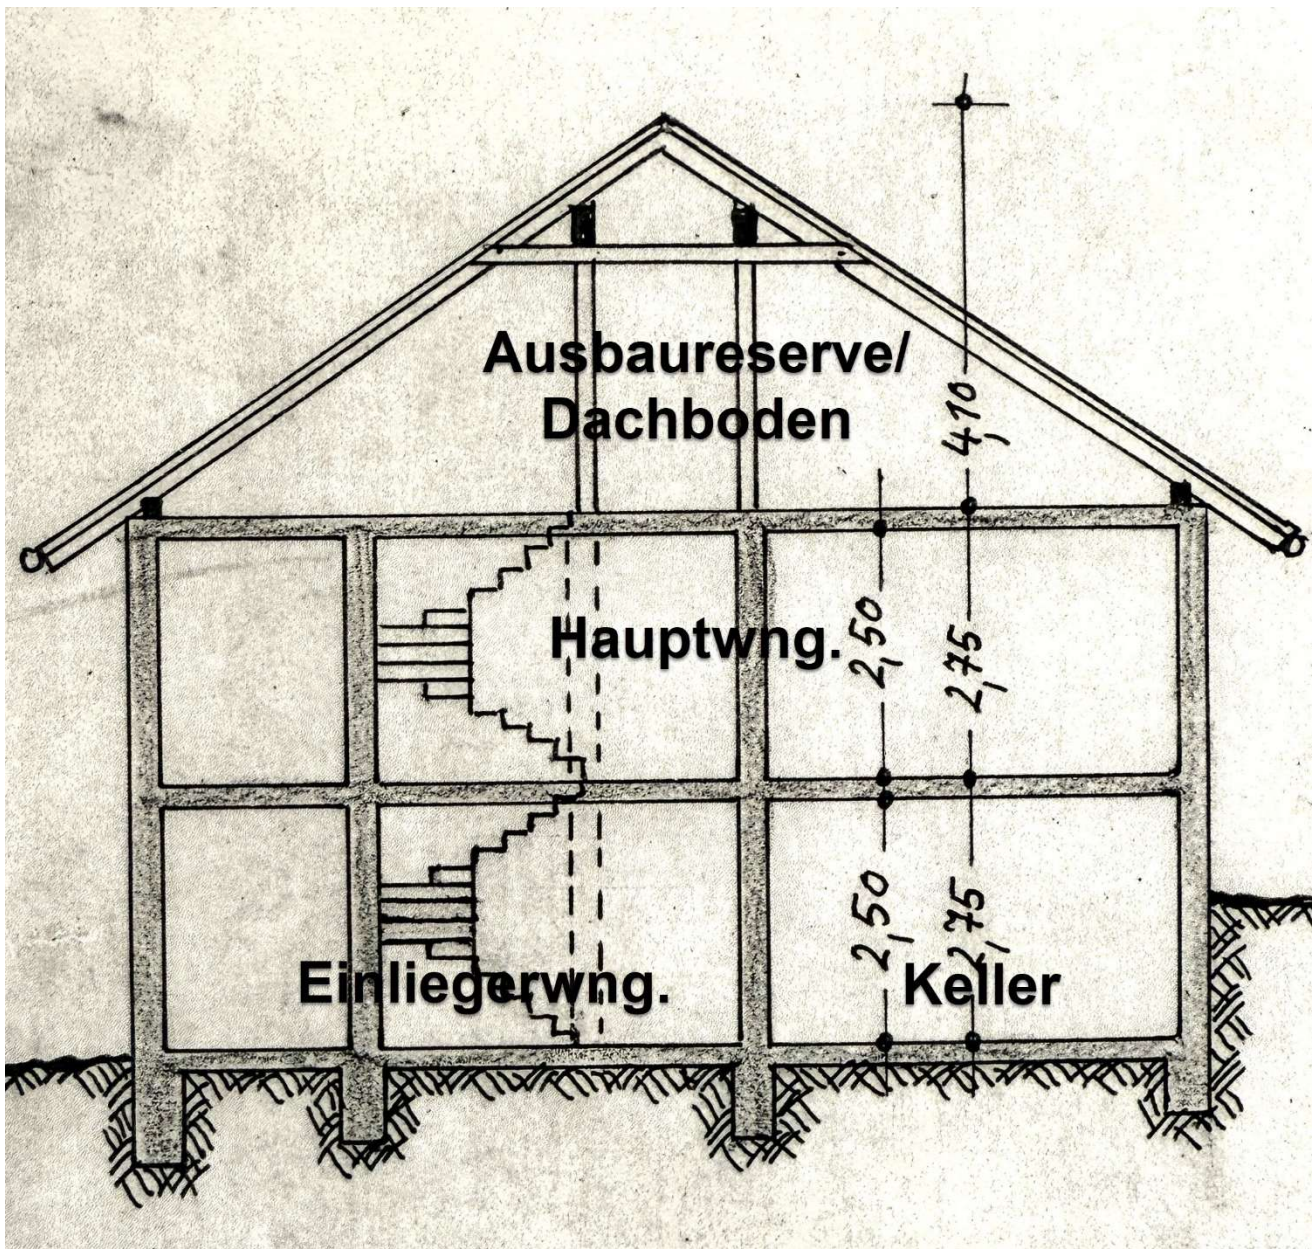 Ausbaureserve/
Dachboden
4,10
Hauptwng.
2,50
2,75
Einliegerwng.
Keller
2,50
2,75